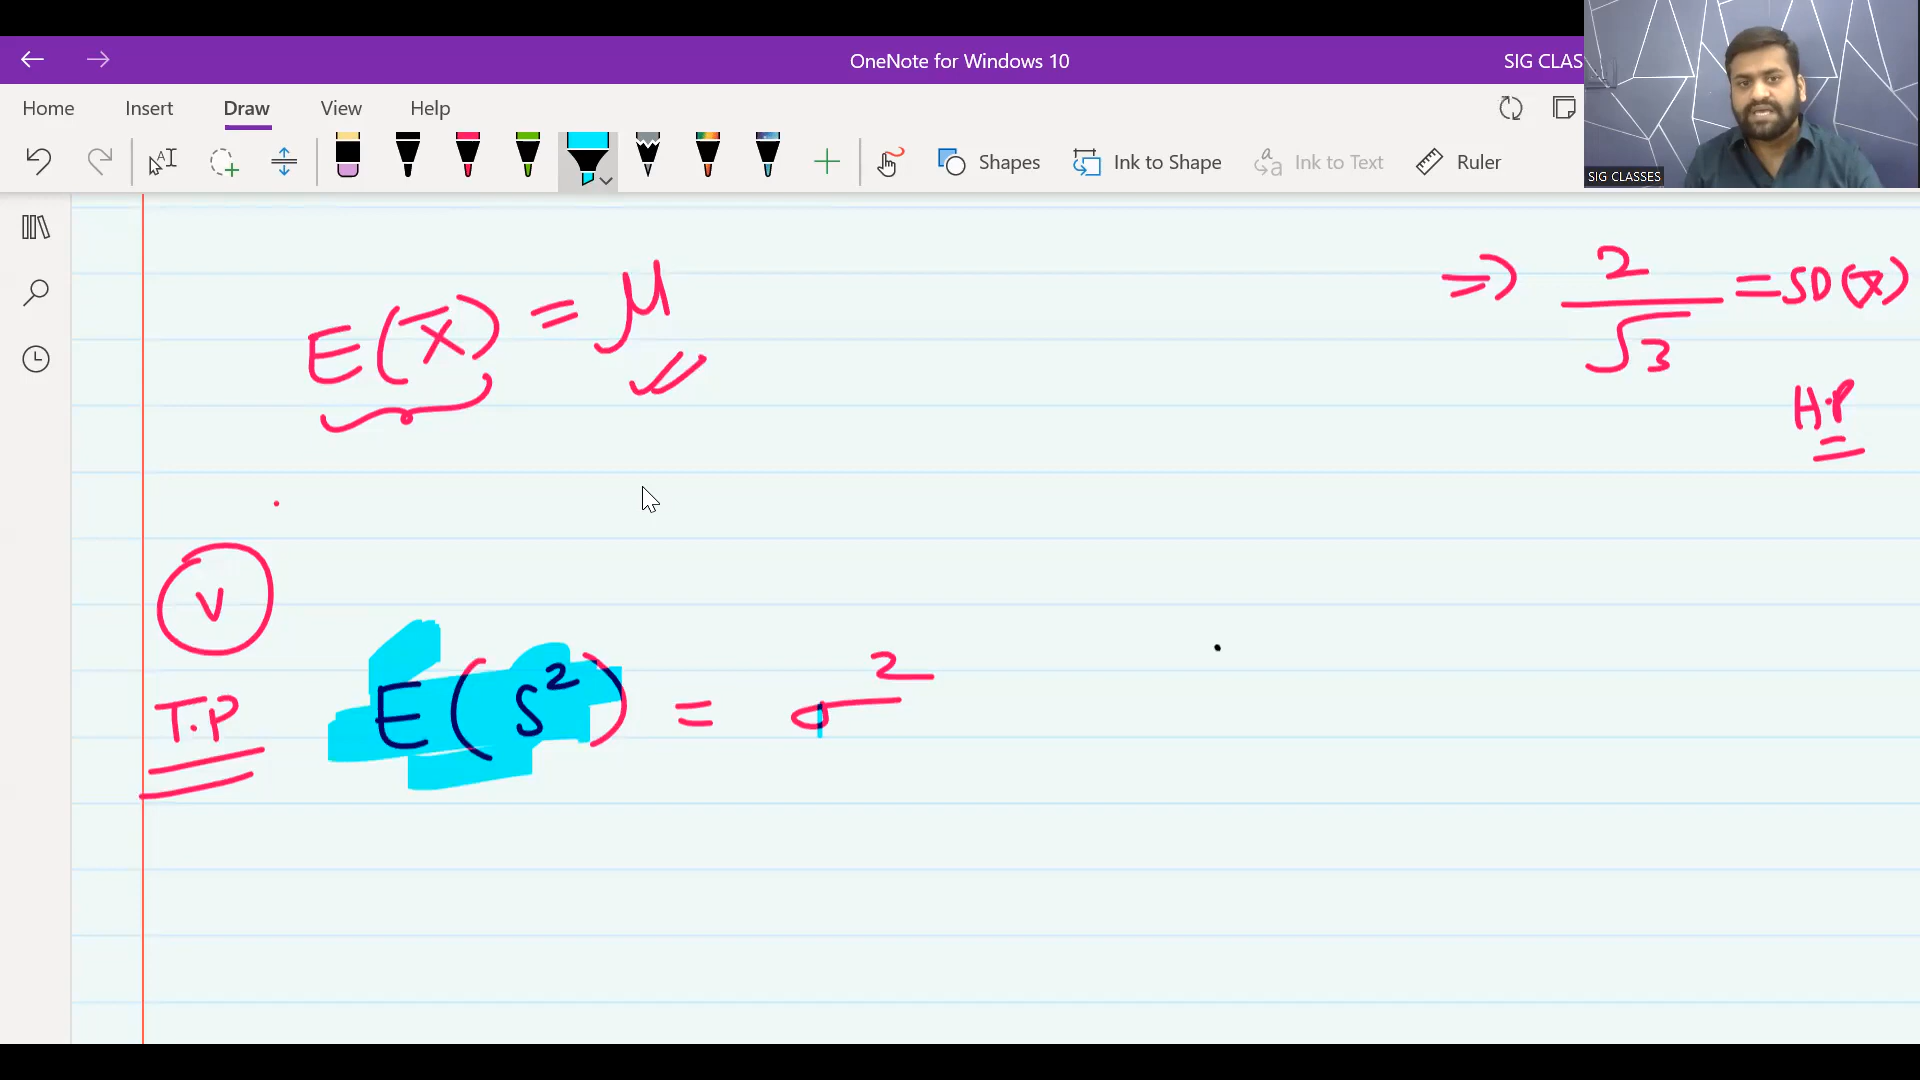 OneNote for Windows 10
SIG CLAS
Home Insert Draw View Help
Shapes Ink to Shape Ink to Text Ruler
SIG CLASSES
E(x̅) = μ
⇒ 2/√3 = SD(x̅)
H.P
V
T.P E(S²) = σ²